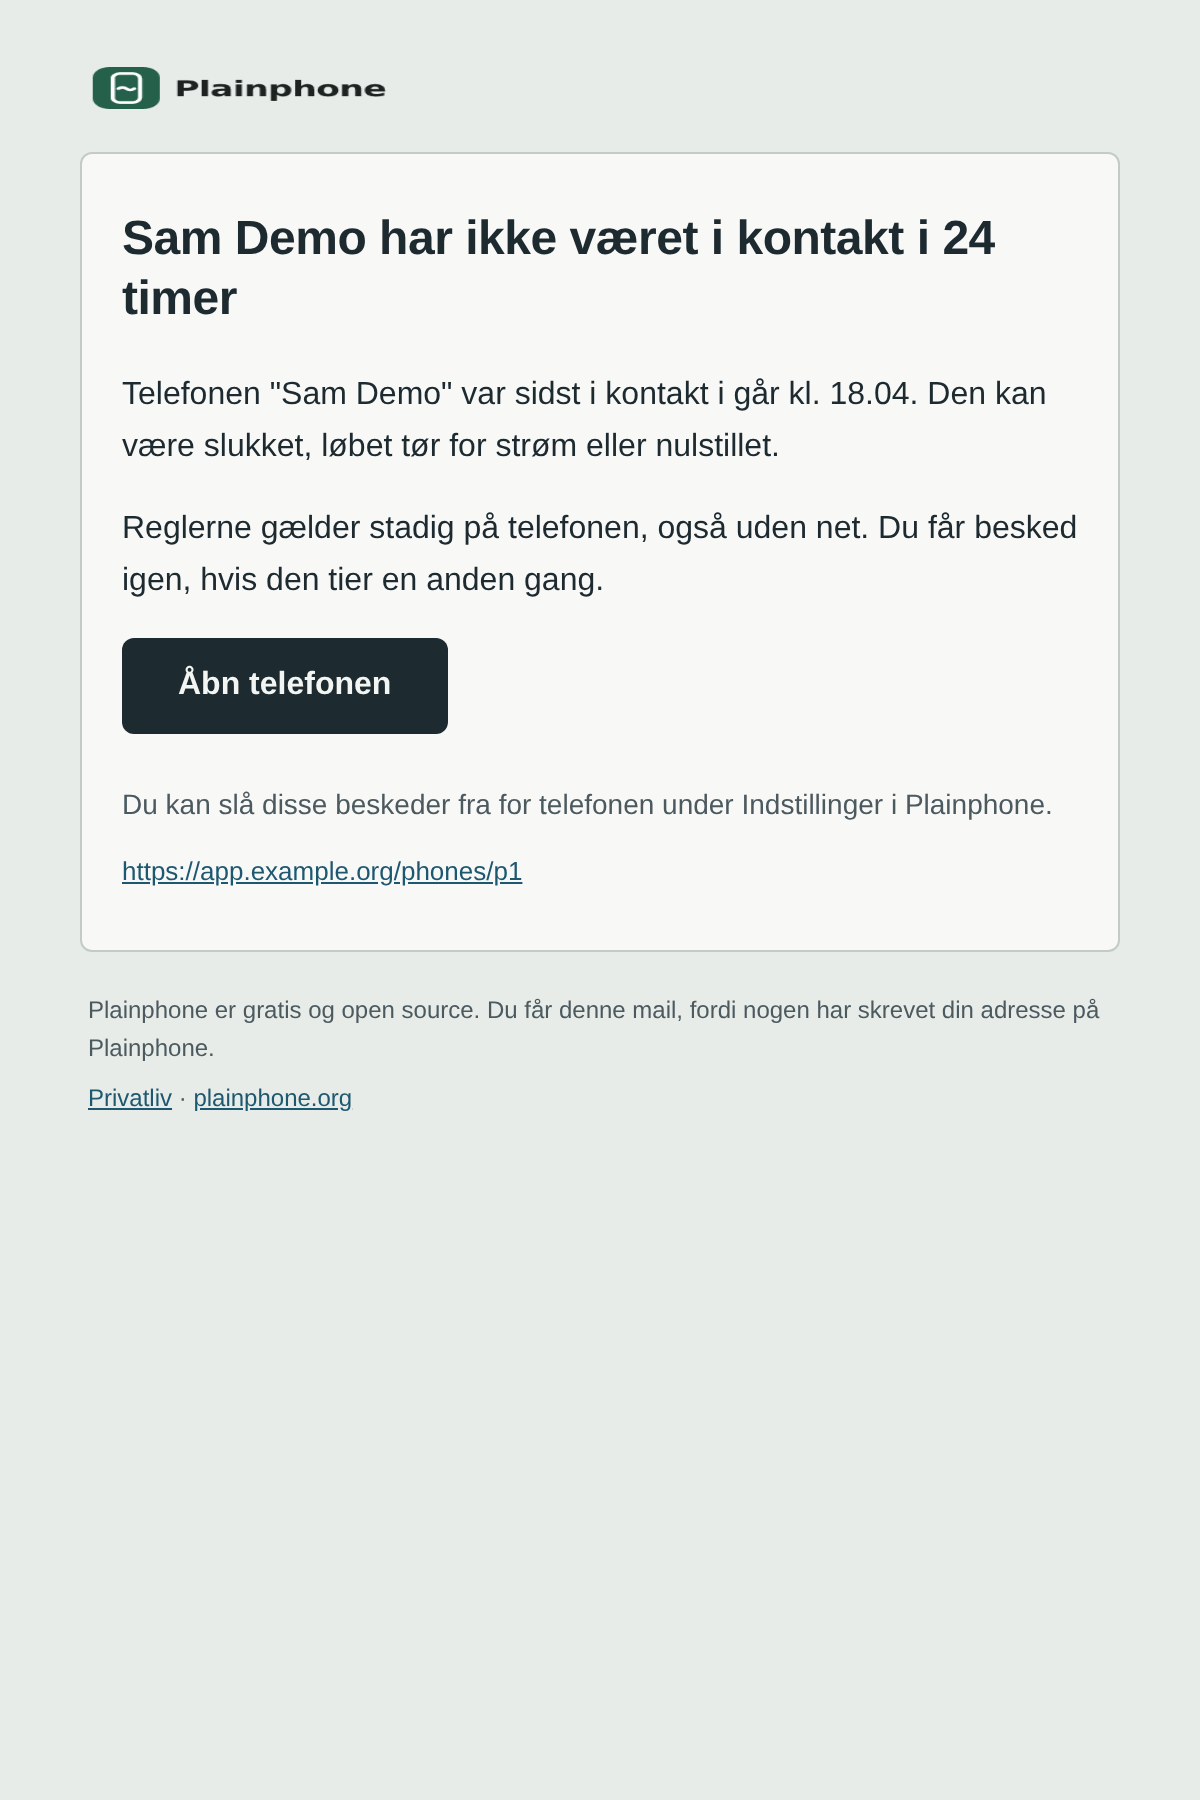 Plainphone
Sam Demo har ikke været i kontakt i 24
timer
Telefonen "Sam Demo" var sidst i kontakt i går kl. 18.04. Den kan
være slukket, løbet tør for strøm eller nulstillet.
Reglerne gælder stadig på telefonen, også uden net. Du får besked
igen, hvis den tier en anden gang.
Åbn telefonen
Du kan slå disse beskeder fra for telefonen under Indstillinger i Plainphone.
https://app.example.org/phones/p1
Plainphone er gratis og open source. Du får denne mail, fordi nogen har skrevet din adresse på
Plainphone.
Privatliv · plainphone.org